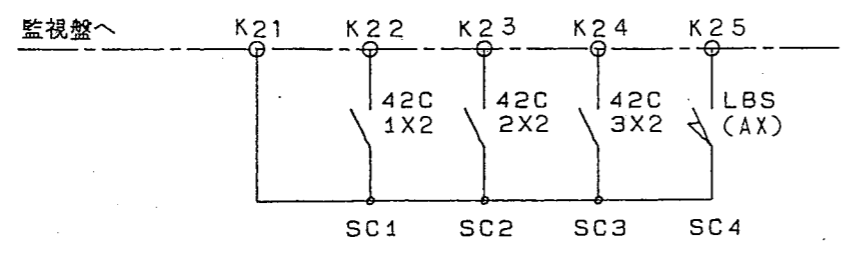 監視盤へ K21 K22 K23 K24 K25
42C 42C 42C LBS
1X2 2X2 3X2 (AX)
SC1 SC2 SC3 SC4